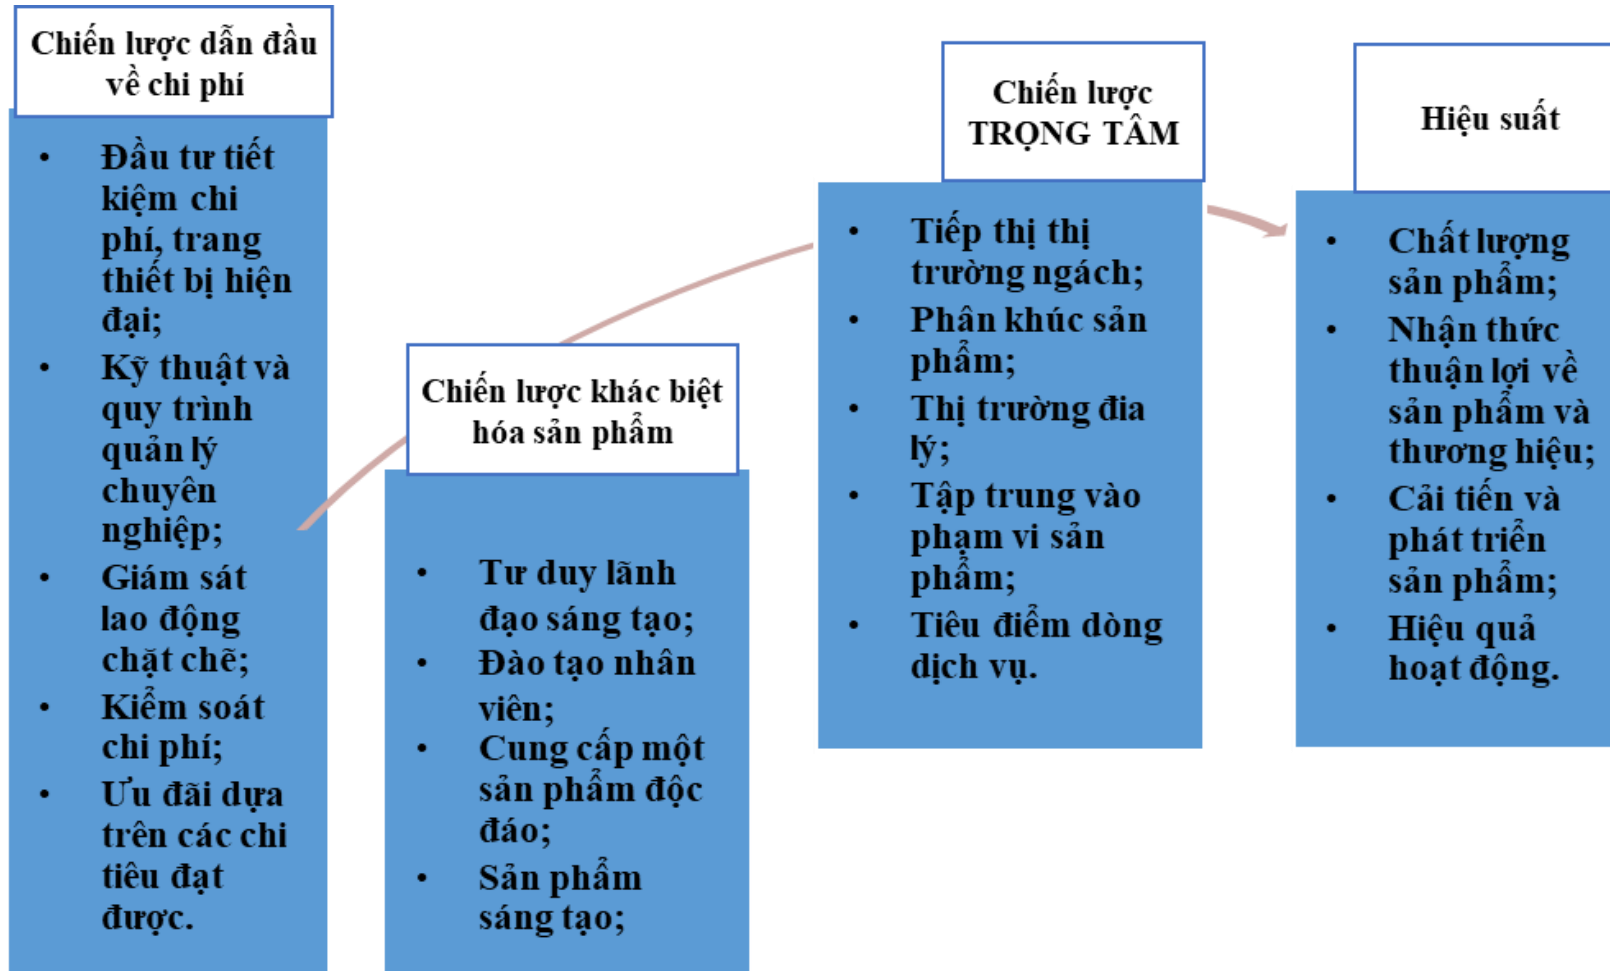 Chiến lược dẫn đầu
về chi phí
• Đầu tư tiết
kiệm chi
phí, trang
thiết bị hiện
đại;
• Kỹ thuật và
quy trình
quản lý
chuyên
nghiệp;
• Giám sát
lao động
chặt chẽ;
• Kiểm soát
chi phí;
• Ưu đãi dựa
trên các chi
tiêu đạt
được.
Chiến lược khác biệt
hóa sản phẩm
• Tư duy lãnh
đạo sáng tạo;
• Đào tạo nhân
viên;
• Cung cấp một
sản phẩm độc
đáo;
• Sản phẩm
sáng tạo;
Chiến lược
TRỌNG TÂM
• Tiếp thị thị
trường ngách;
• Phân khúc sản
phẩm;
• Thị trường đia
lý;
• Tập trung vào
phạm vi sản
phẩm;
• Tiêu điểm dòng
dịch vụ.
Hiệu suất
• Chất lượng
sản phẩm;
• Nhận thức
thuận lợi về
sản phẩm và
thương hiệu;
• Cải tiến và
phát triển
sản phẩm;
• Hiệu quả
hoạt động.